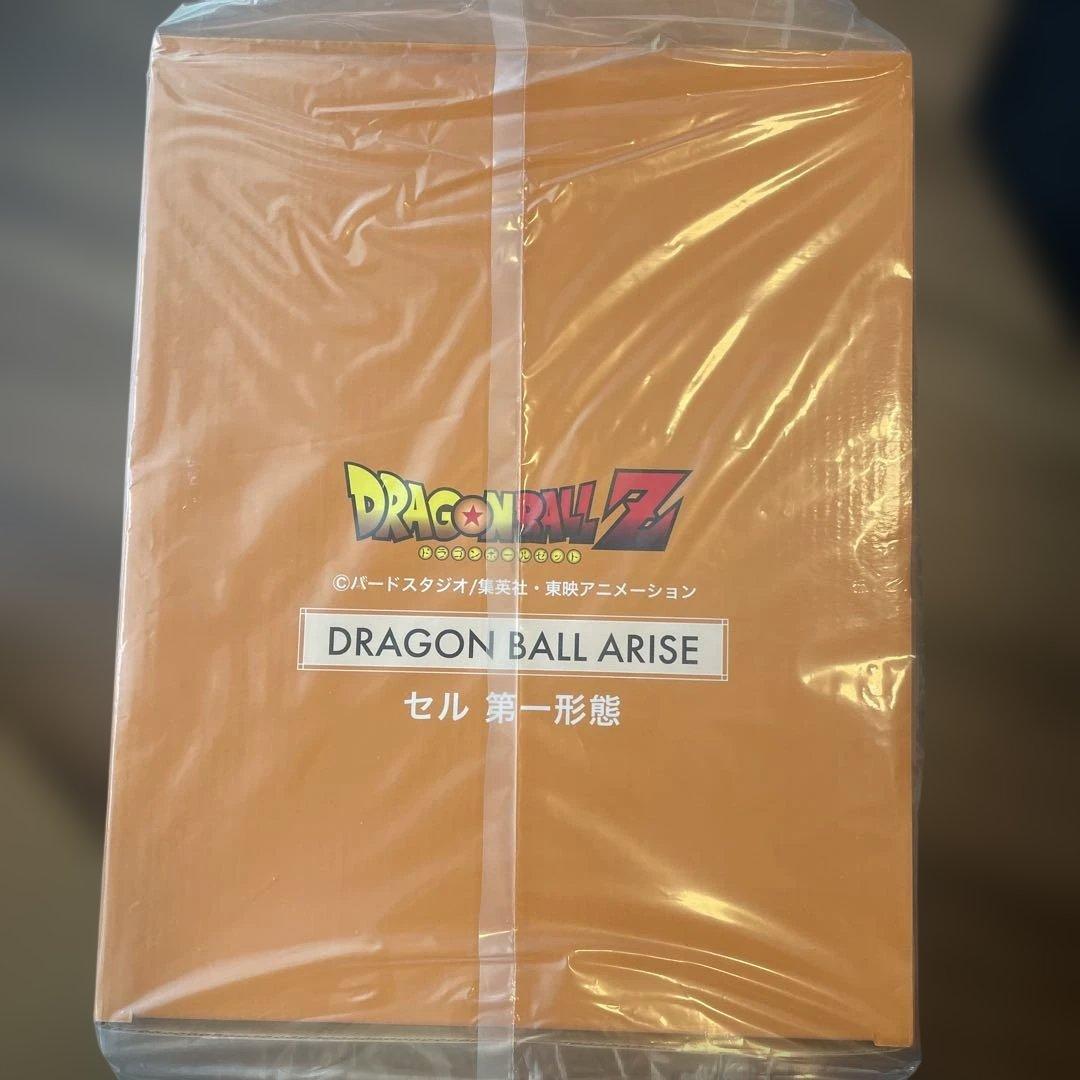 DRAGON BALL Z
ドラゴンボールゼット
©バードスタジオ/集英社・東映アニメーション
DRAGON BALL ARISE
セル 第一形態